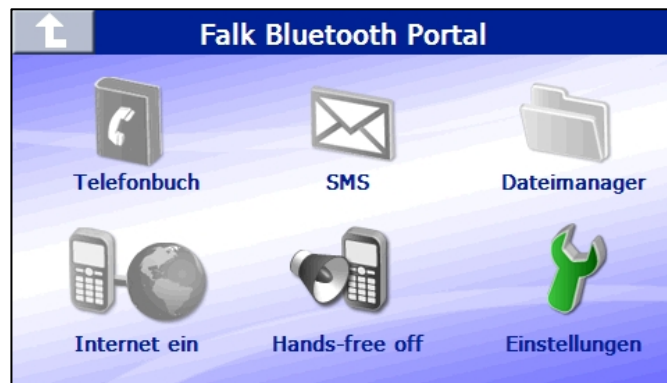 Falk Bluetooth Portal
Telefonbuch SMS Dateimanager
Internet ein Hands-free off Einstellungen